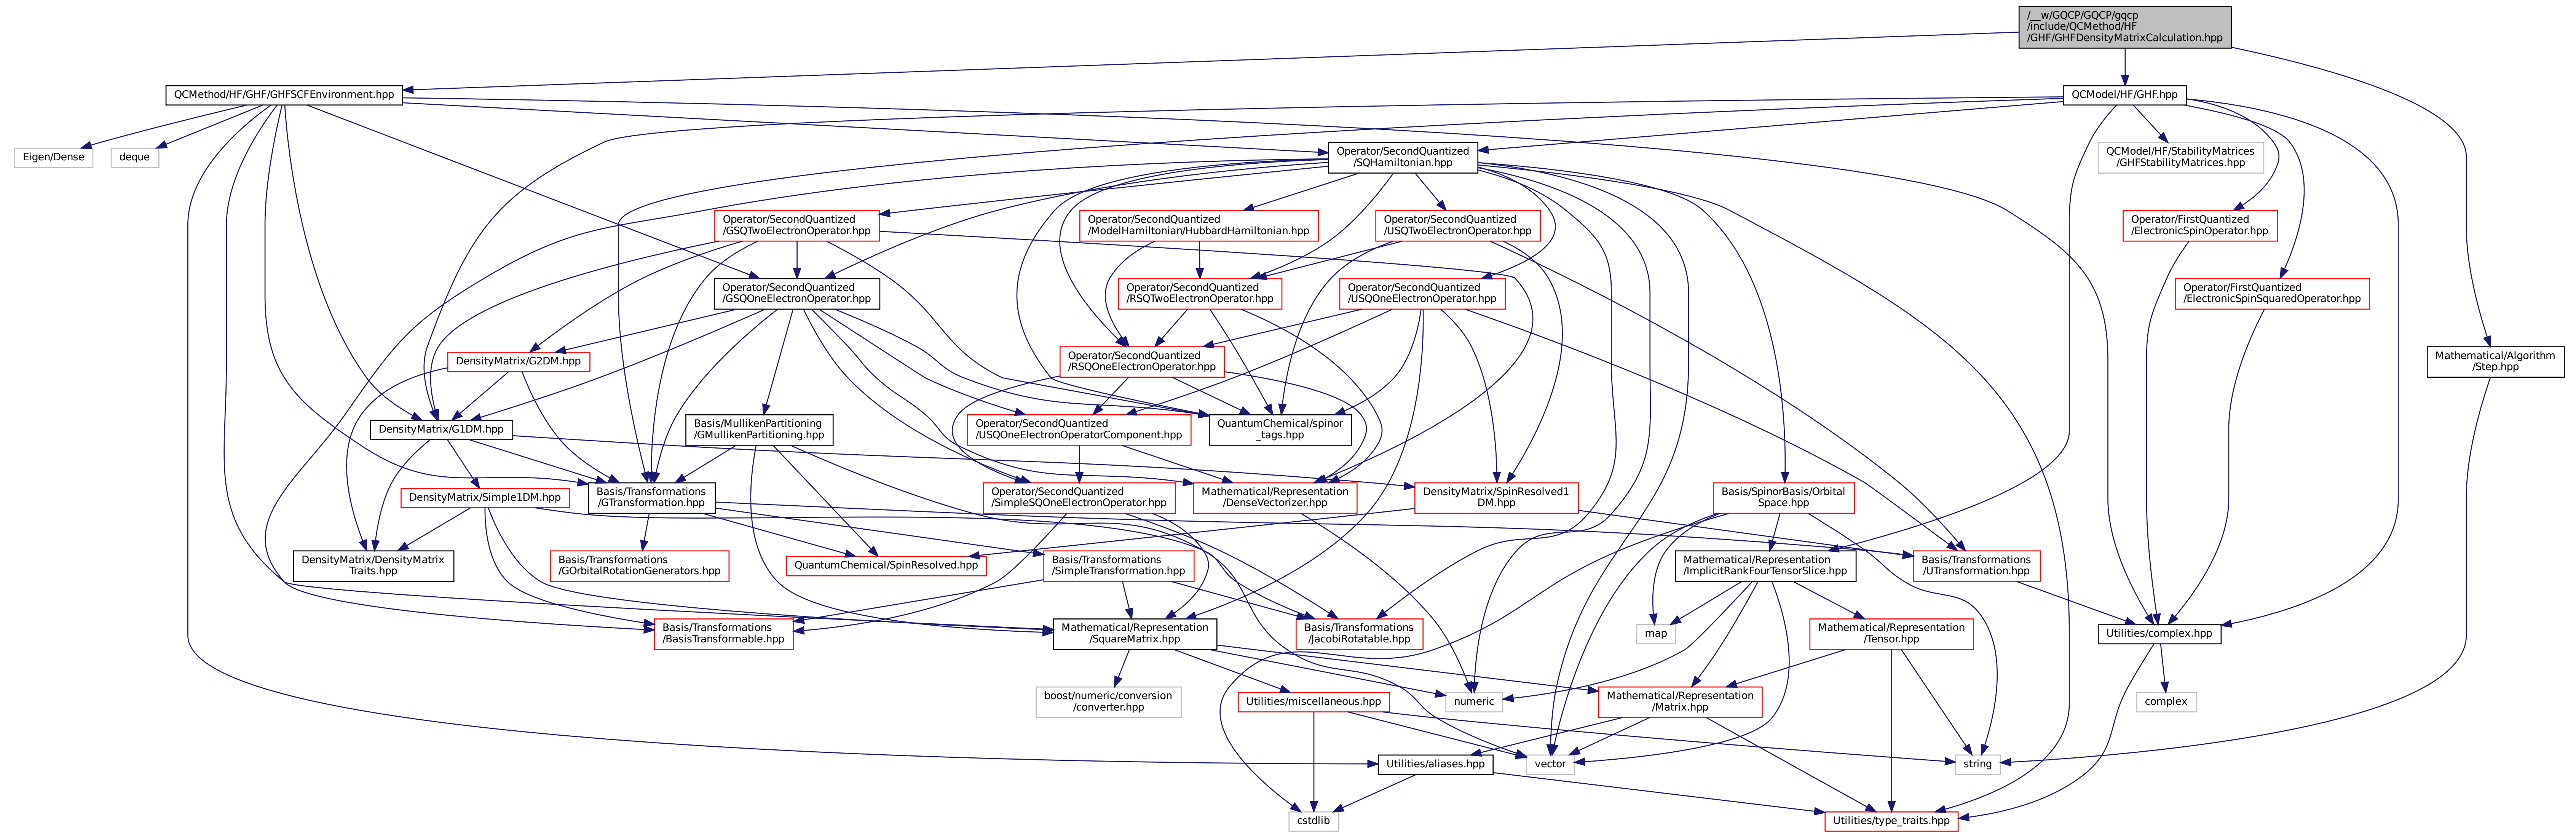 /__w/GQCP/GQCP/gqcp
/include/QCMethod/HF
/GHF/GHFDensityMatrixCalculation.hpp
QCMethod/HF/GHF/GHFSCFEnvironment.hpp
QCModel/HF/GHF.hpp
Eigen/Dense
deque
Operator/SecondQuantized
/SQHamiltonian.hpp
QCModel/HF/StabilityMatrices
/GHFStabilityMatrices.hpp
Operator/SecondQuantized
/GSQTwoElectronOperator.hpp
Operator/SecondQuantized
/ModelHamiltonian/HubbardHamiltonian.hpp
Operator/SecondQuantized
/USQTwoElectronOperator.hpp
Operator/FirstQuantized
/ElectronicSpinOperator.hpp
Operator/SecondQuantized
/GSQOneElectronOperator.hpp
Operator/SecondQuantized
/RSQTwoElectronOperator.hpp
Operator/SecondQuantized
/USQOneElectronOperator.hpp
Operator/FirstQuantized
/ElectronicSpinSquaredOperator.hpp
DensityMatrix/G2DM.hpp
Operator/SecondQuantized
/RSQOneElectronOperator.hpp
Mathematical/Algorithm
/Step.hpp
DensityMatrix/G1DM.hpp
Basis/MullikenPartitioning
/GMullikenPartitioning.hpp
Operator/SecondQuantized
/USQOneElectronOperatorComponent.hpp
QuantumChemical/spinor
_tags.hpp
DensityMatrix/Simple1DM.hpp
Basis/Transformations
/GTransformation.hpp
Operator/SecondQuantized
/SimpleSQOneElectronOperator.hpp
Mathematical/Representation
/DenseVectorizer.hpp
DensityMatrix/SpinResolved1
DM.hpp
Basis/SpinorBasis/Orbital
Space.hpp
DensityMatrix/DensityMatrix
Traits.hpp
Basis/Transformations
/GOrbitalRotationGenerators.hpp
QuantumChemical/SpinResolved.hpp
Basis/Transformations
/SimpleTransformation.hpp
Mathematical/Representation
/ImplicitRankFourTensorSlice.hpp
Basis/Transformations
/UTransformation.hpp
Basis/Transformations
/BasisTransformable.hpp
Mathematical/Representation
/SquareMatrix.hpp
Basis/Transformations
/JacobiRotatable.hpp
map
Mathematical/Representation
/Tensor.hpp
Utilities/complex.hpp
boost/numeric/conversion
/converter.hpp
Utilities/miscellaneous.hpp
numeric
Mathematical/Representation
/Matrix.hpp
complex
Utilities/aliases.hpp
vector
string
cstdlib
Utilities/type_traits.hpp